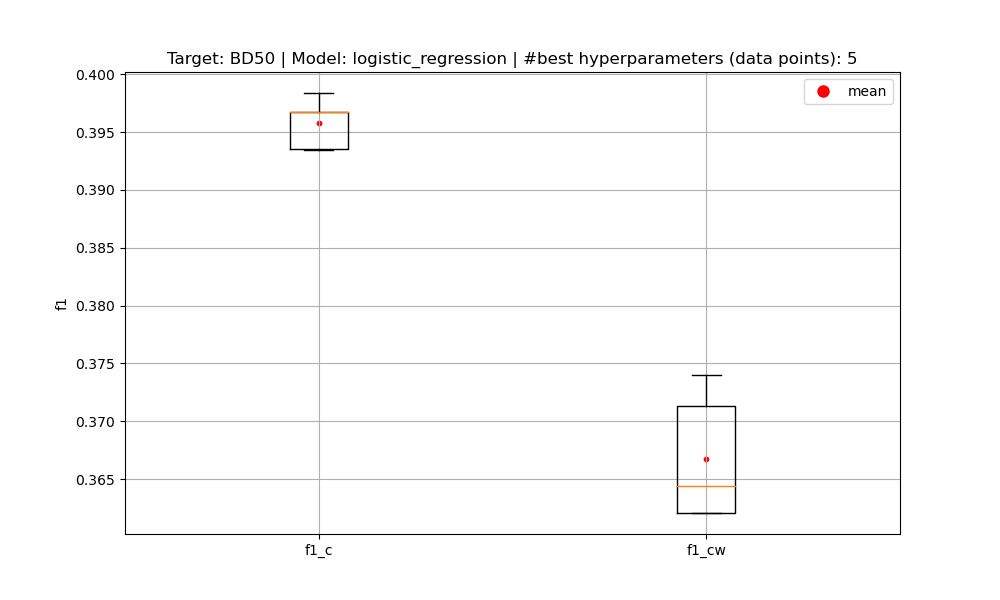 Target: BD50 | Model: logistic_regression | #best hyperparameters (data points): 5
mean
0.400
0.395
0.390
0.385
0.380
0.375
0.370
0.365
f1
f1_c
f1_cw